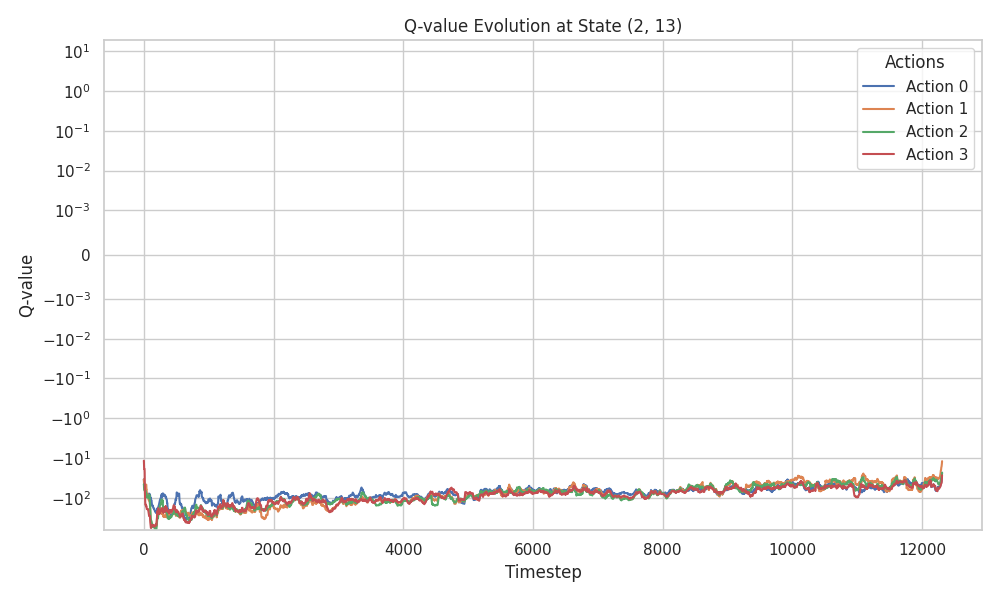 Q-value Evolution at State (2, 13)
Actions
Action 0
Action 1
Action 2
Action 3
10¹
10⁰
10⁻¹
10⁻²
10⁻³
0
−10⁻³
−10⁻²
−10⁻¹
−10⁰
−10¹
−10²
Q-value
0 2000 4000 6000 8000 10000 12000
Timestep